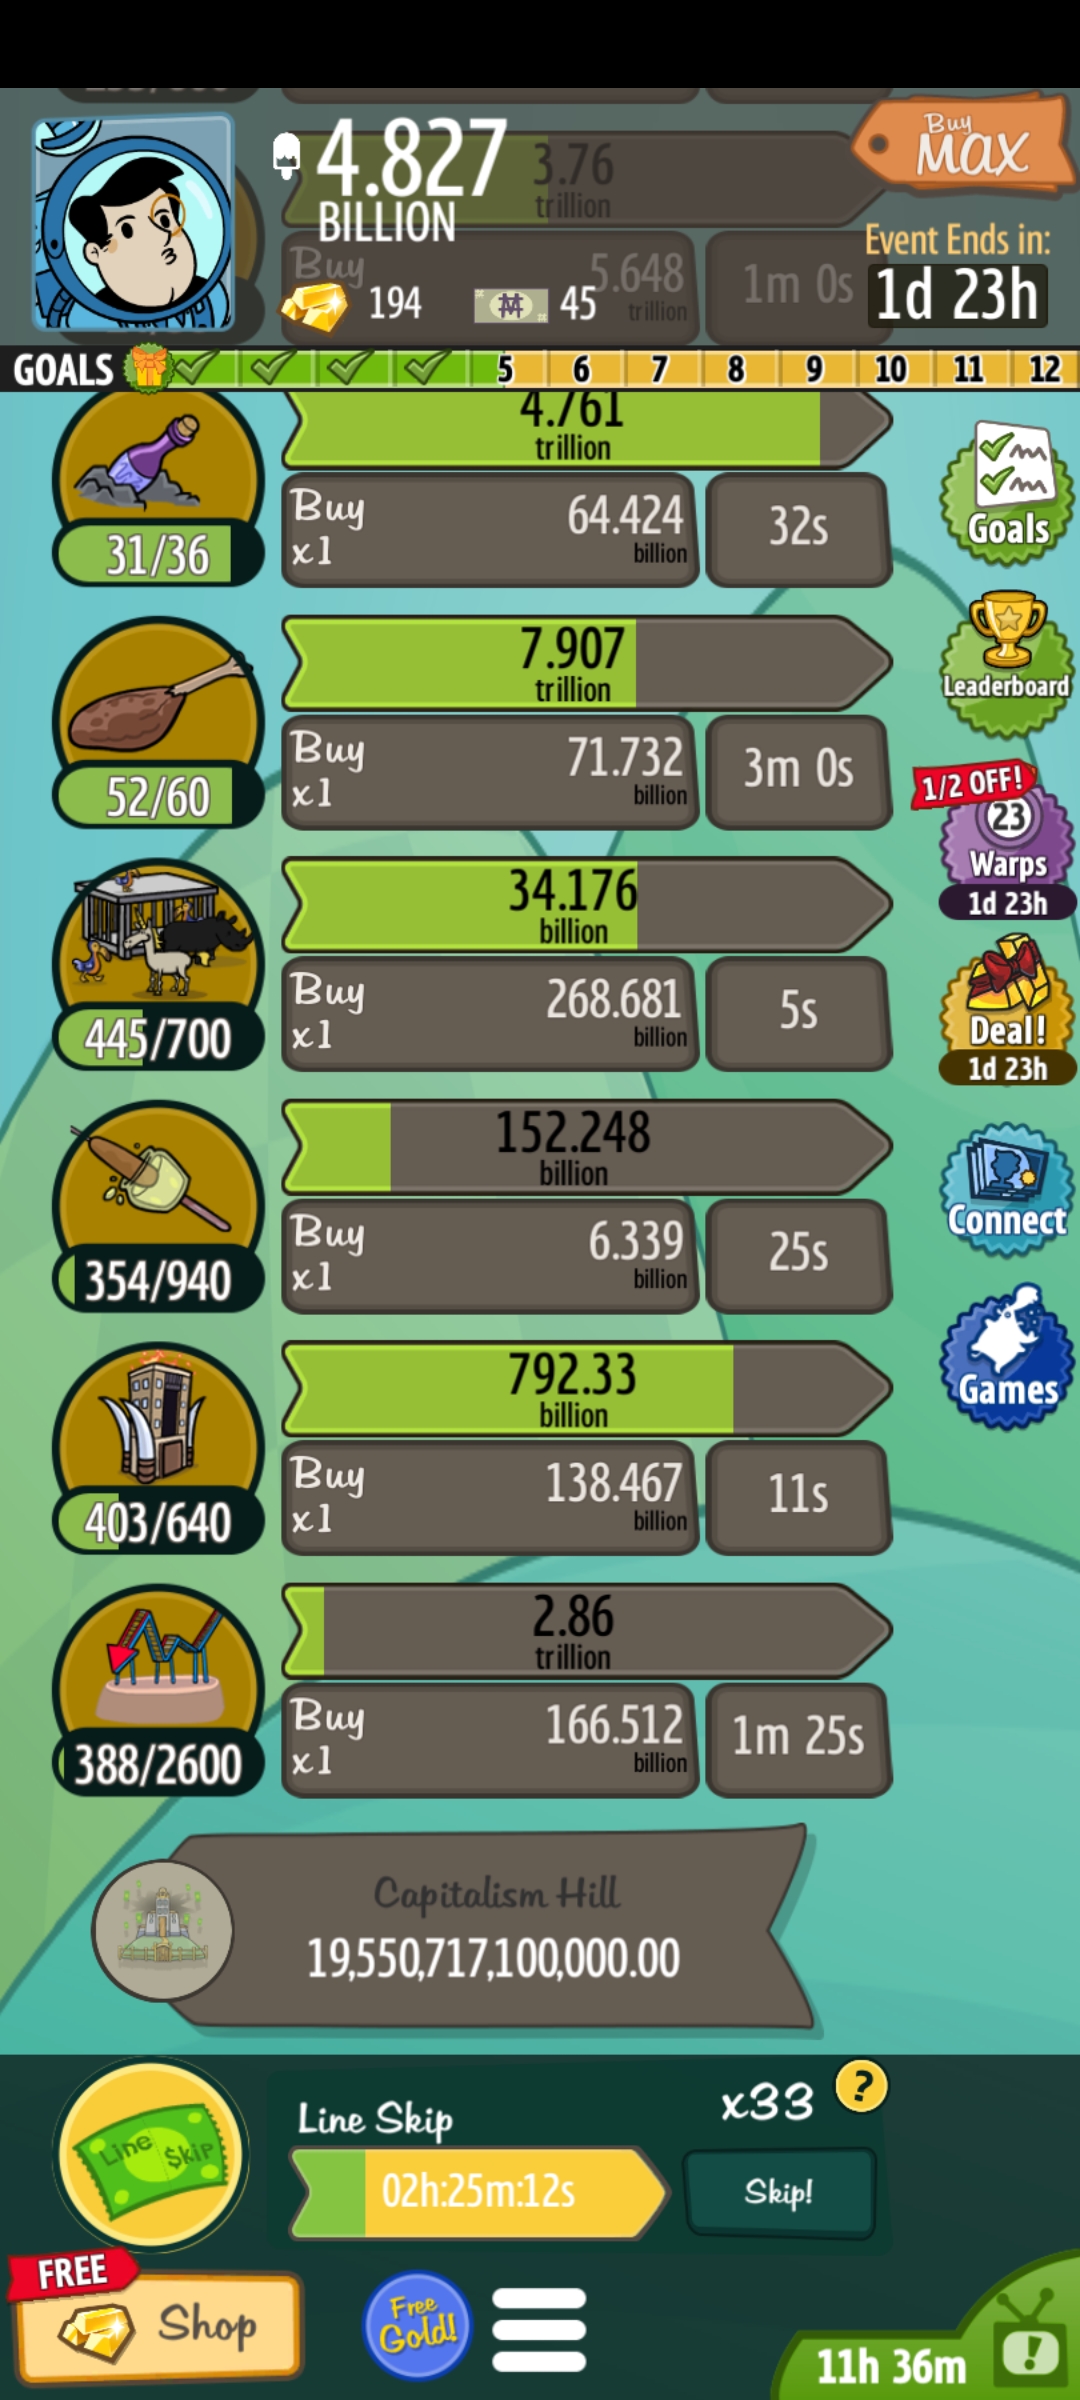 4.827
BILLION
3.76
trillion
Buy
MAX
Buy
5.648
trillion
1m 0s
194
45
Event Ends in:
1d 23h
GOALS
5
6
7
8
9
10
11
12
4.761
trillion
31/36
Buy
x1
64.424
billion
32s
Goals
7.907
trillion
52/60
Buy
x1
71.732
billion
3m 0s
Leaderboard
1/2 OFF!
23
Warps
1d 23h
34.176
billion
445/700
Buy
x1
268.681
billion
5s
Deal!
1d 23h
152.248
billion
354/940
Buy
x1
6.339
billion
25s
Connect
792.33
billion
403/640
Buy
x1
138.467
billion
11s
Games
2.86
trillion
388/2600
Buy
x1
166.512
billion
1m 25s
Capitalism Hill
19,550,717,100,000.00
Line $kip
Line Skip
x33
?
02h:25m:12s
Skip!
FREE
Shop
Free
Gold!
11h 36m
!